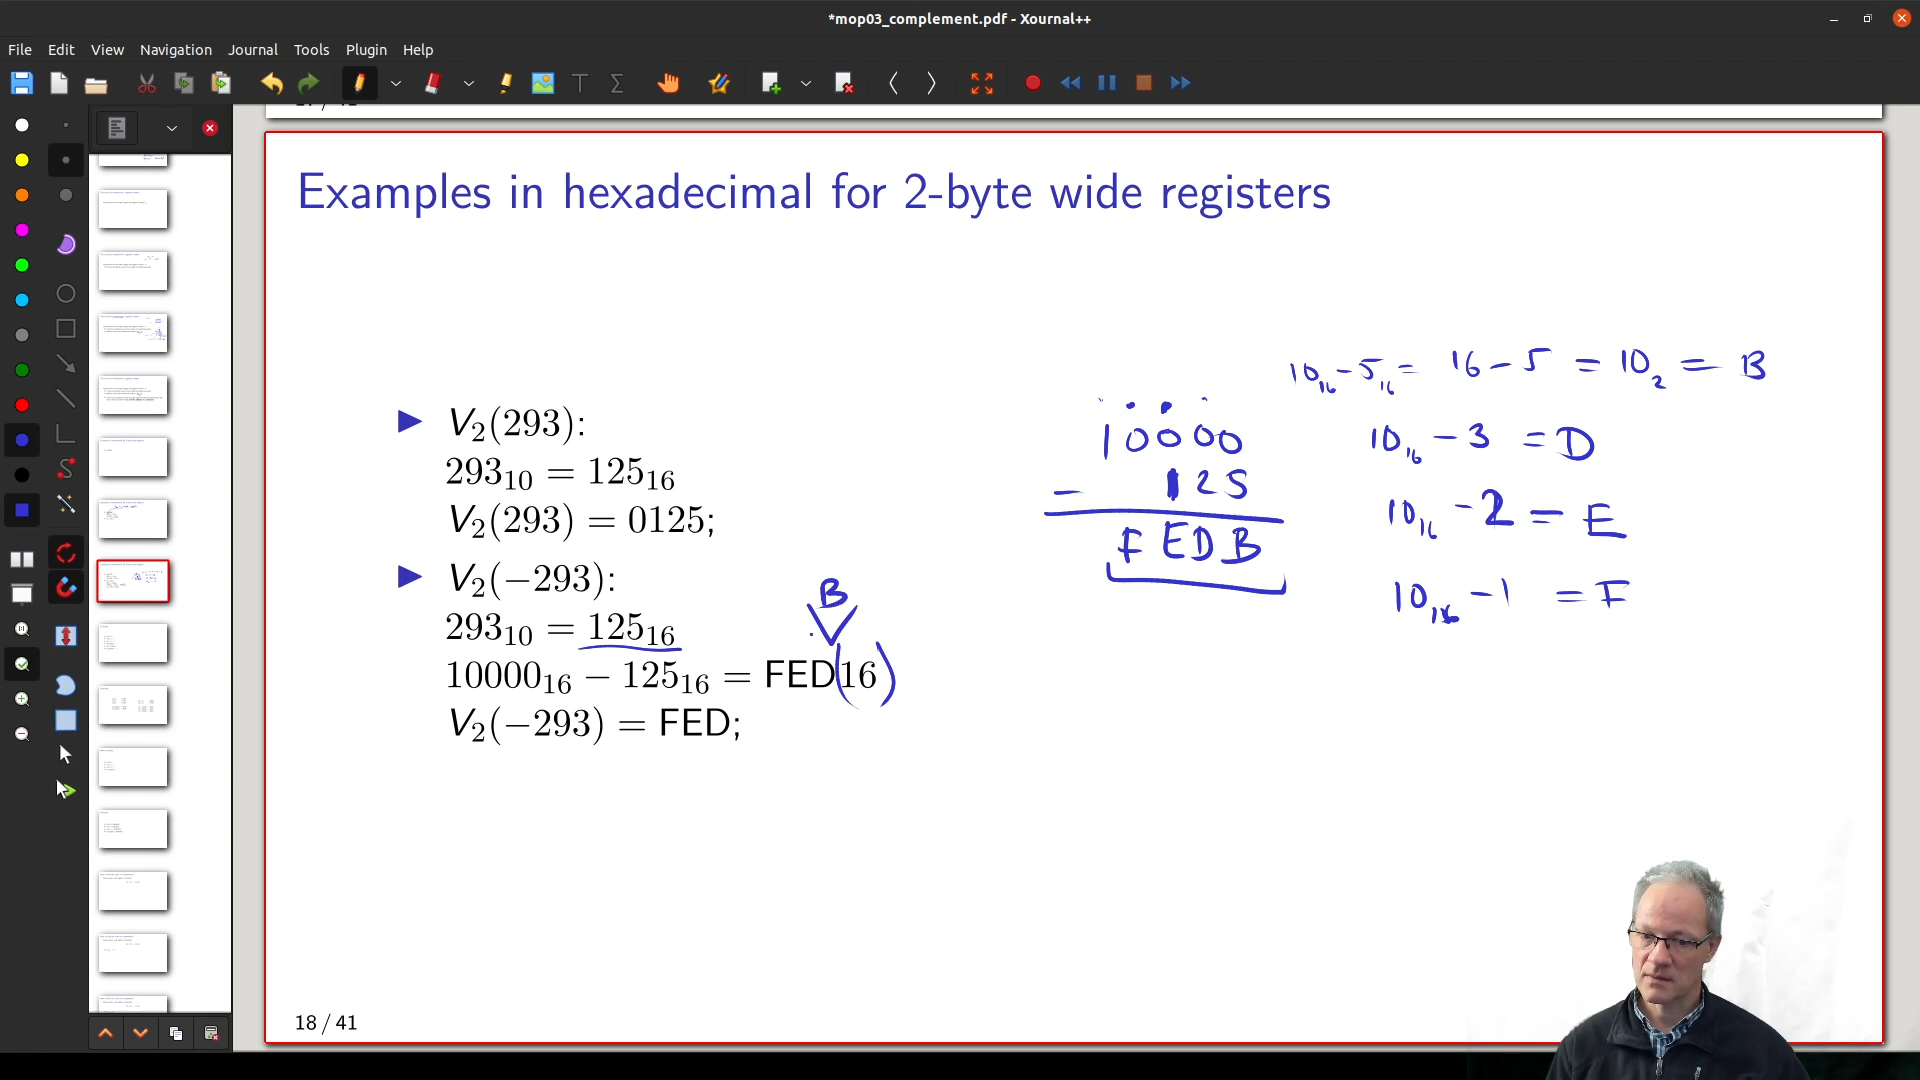 *mop03_complement.pdf - Xournal++
File Edit View Navigation Journal Tools Plugin Help
Examples in hexadecimal for 2-byte wide registers
▶ V₂(293):
293₁₀ = 125₁₆
V₂(293) = 0125;
▶ V₂(−293):
293₁₀ = 125₁₆
B
10000₁₆ − 125₁₆ = FED(16)
V₂(−293) = FED;
10000
− 125
FEDB
10₁₆ − 5₁₆ = 16 − 5 = 10₂ = B
10₁₆ − 3 = D
10₁₆ − 2 = E
10₁₆ − 1 = F
18 / 41